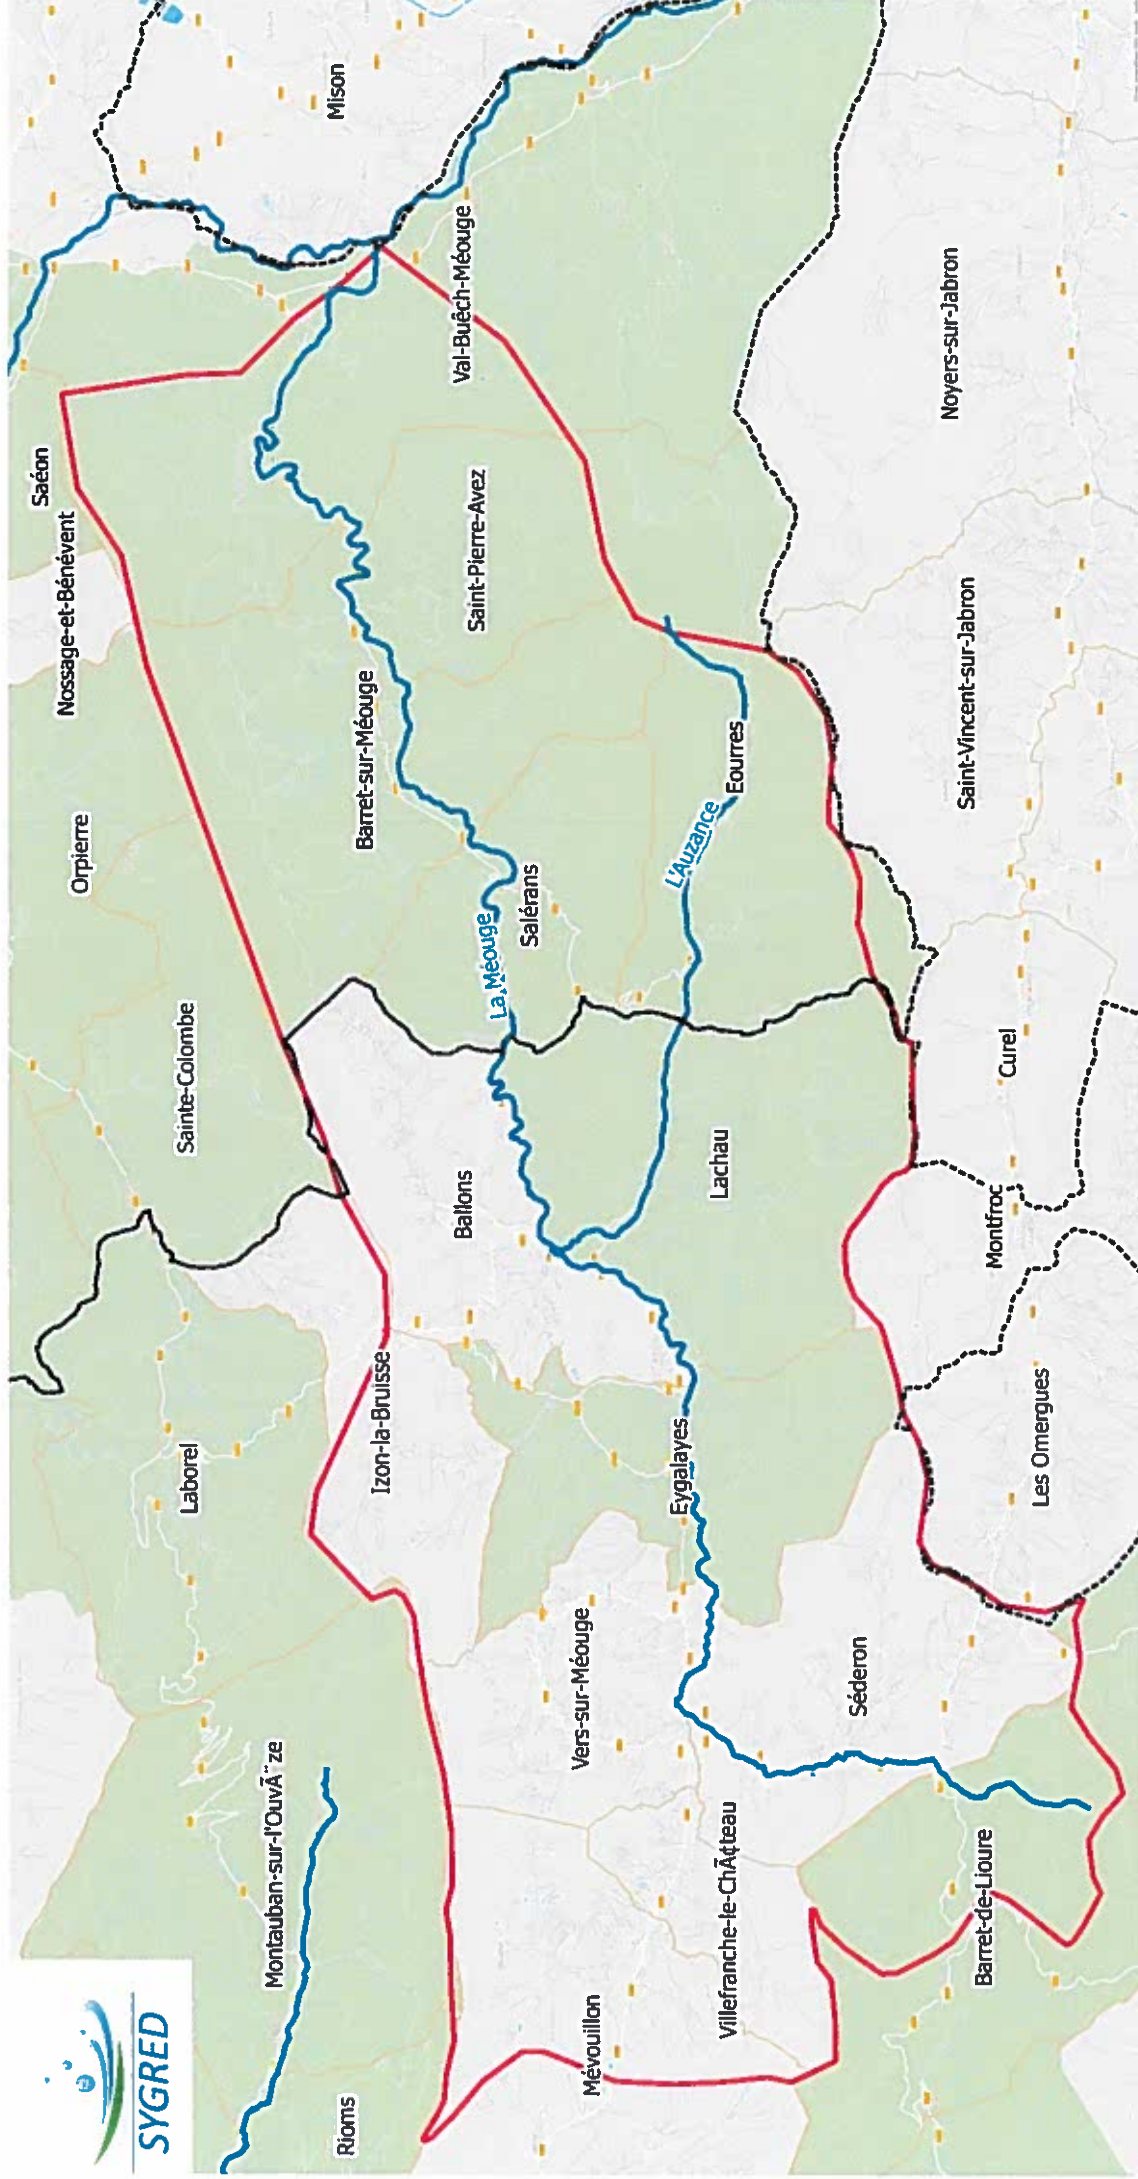 SYGRED
Rioms
Montauban-sur-l'OuvÃ¨ze
Laborel
Sainte-Colombe
Orpierre
Nossage-et-Bénévent
Saéon
Mison
Izon-la-Bruisse
Ballons
Barret-sur-Méouge
Saint-Pierre-Avez
Val-Buëch-Méouge
La Méouge
Salérans
Mévouillon
Vers-sur-Méouge
Eygalayes
Lachau
L'Auzance
Eourres
Villefranche-le-ChÃ¢teau
Séderon
Barret-de-Lioure
Les Omergues
Montfroc
Curel
Saint-Vincent-sur-Jabron
Noyers-sur-Jabron